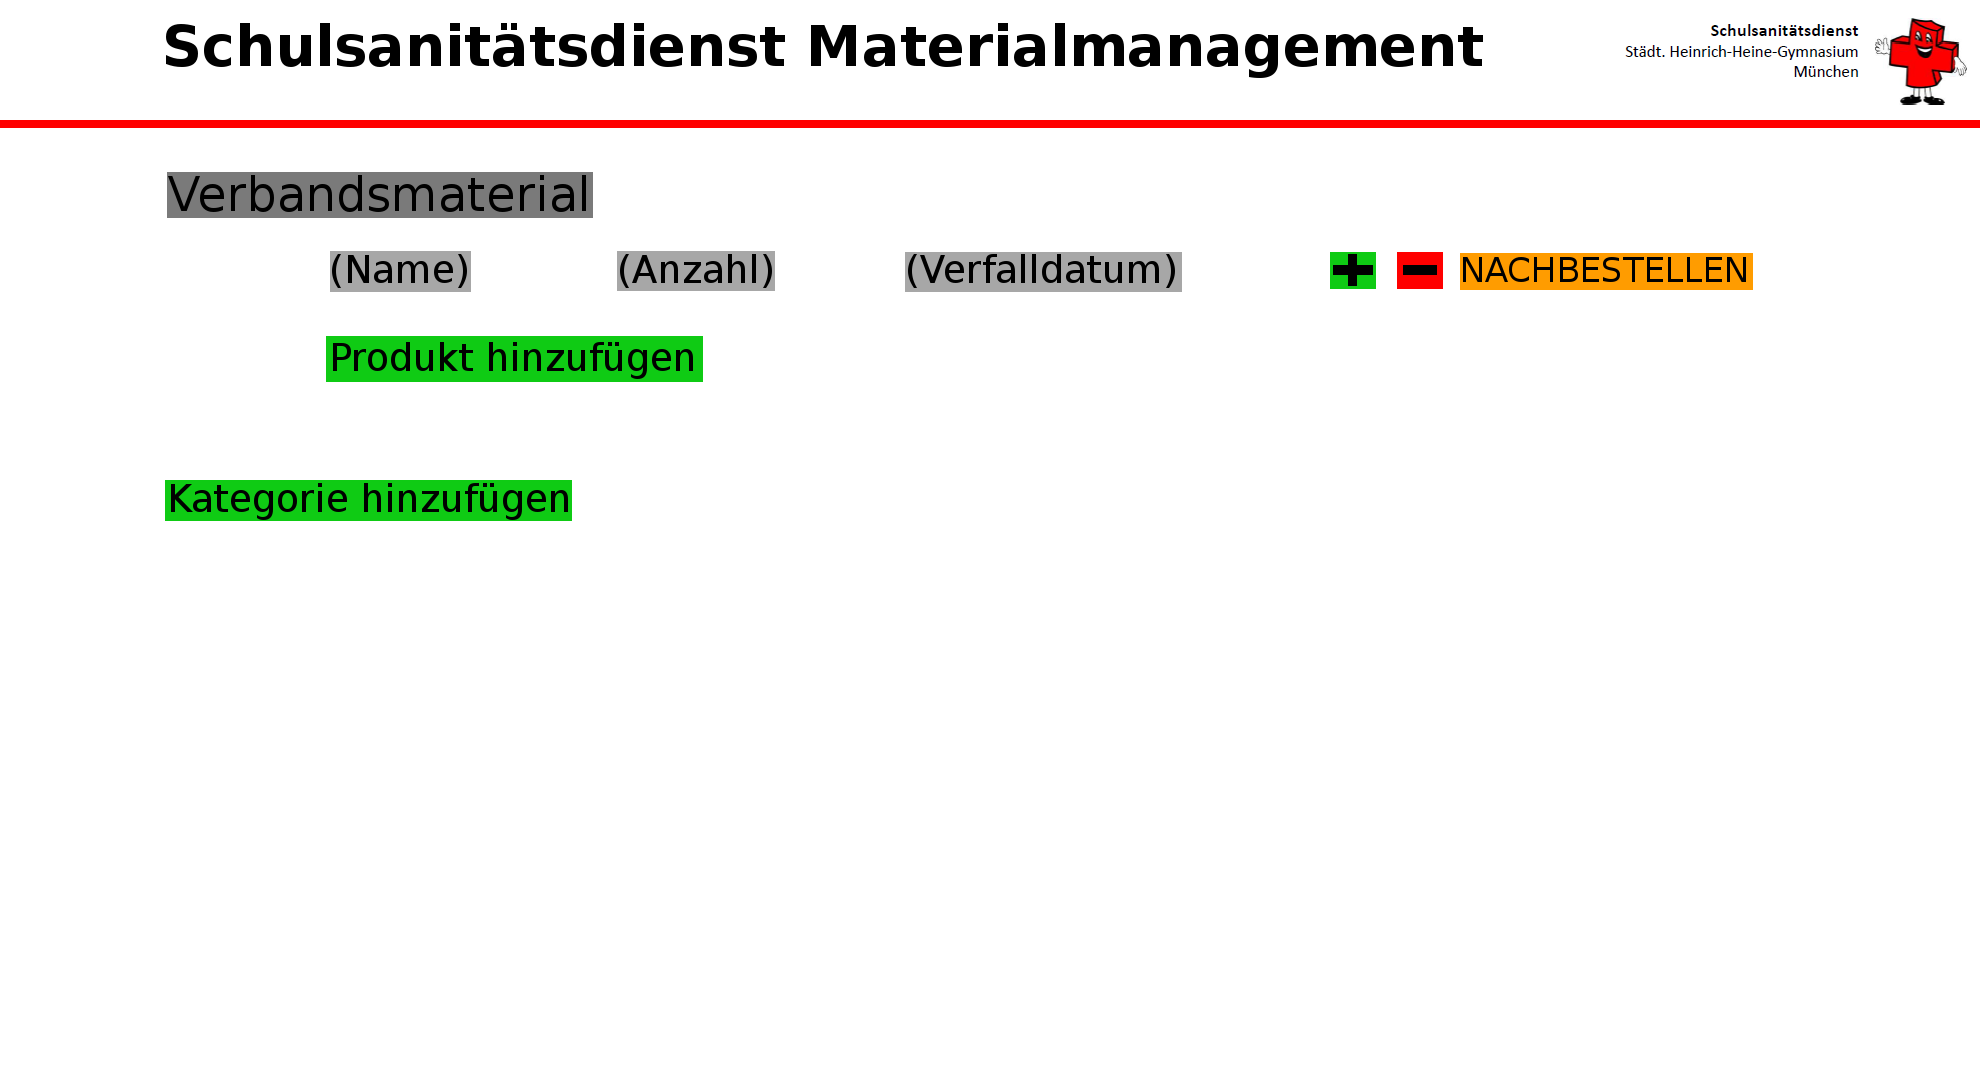 Schulsanitätsdienst Materialmanagement
Schulsanitätsdienst
Städt. Heinrich-Heine-Gymnasium
München
Verbandsmaterial
(Name) (Anzahl) (Verfalldatum) + - NACHBESTELLEN
Produkt hinzufügen
Kategorie hinzufügen